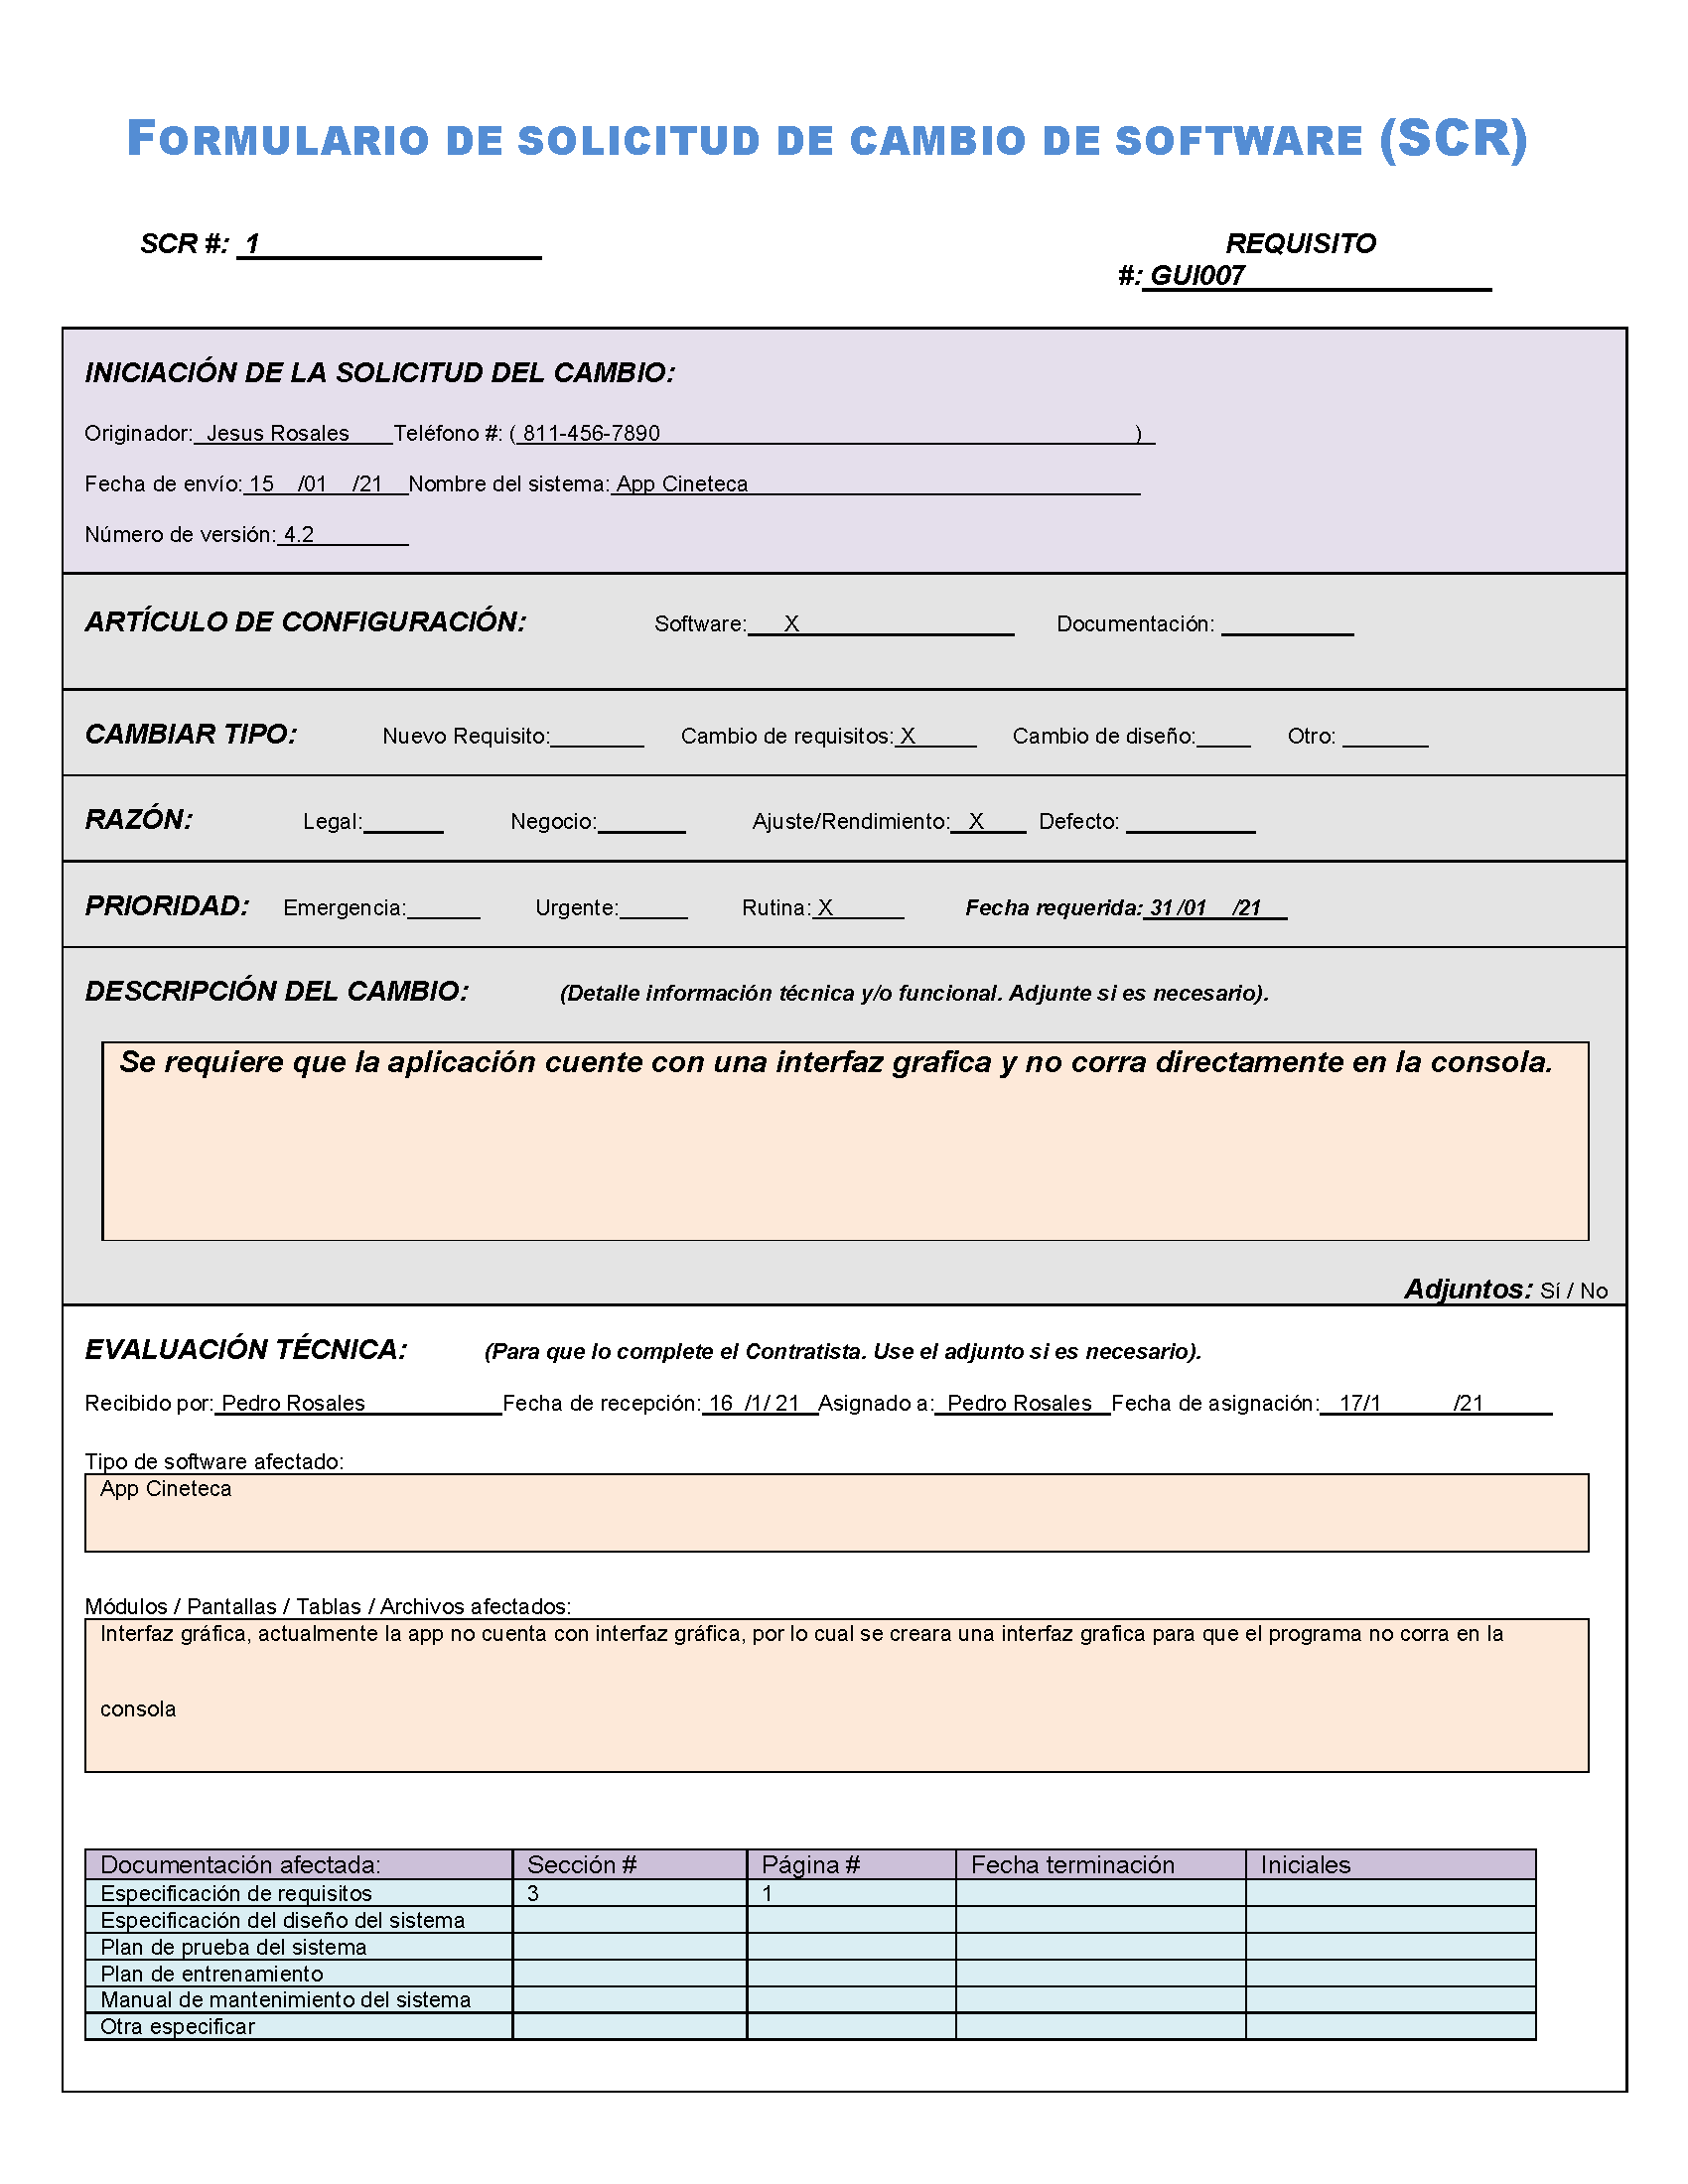 FORMULARIO DE SOLICITUD DE CAMBIO DE SOFTWARE (SCR)
SCR #: 1
REQUISITO
#: GUI007
INICIACIÓN DE LA SOLICITUD DEL CAMBIO:
Originador: Jesus Rosales Teléfono #: ( 811-456-7890 )
Fecha de envío: 15 /01 /21 Nombre del sistema: App Cineteca
Número de versión: 4.2
ARTÍCULO DE CONFIGURACIÓN: Software: X Documentación:
CAMBIAR TIPO: Nuevo Requisito: Cambio de requisitos: X Cambio de diseño: Otro:
RAZÓN: Legal: Negocio: Ajuste/Rendimiento: X Defecto:
PRIORIDAD: Emergencia: Urgente: Rutina: X Fecha requerida: 31 /01 /21
DESCRIPCIÓN DEL CAMBIO: (Detalle información técnica y/o funcional. Adjunte si es necesario).
Se requiere que la aplicación cuente con una interfaz grafica y no corra directamente en la consola.
Adjuntos: Sí / No
EVALUACIÓN TÉCNICA: (Para que lo complete el Contratista. Use el adjunto si es necesario).
Recibido por: Pedro Rosales Fecha de recepción: 16 /1/ 21 Asignado a: Pedro Rosales Fecha de asignación: 17/1 /21
Tipo de software afectado:
App Cineteca
Módulos / Pantallas / Tablas / Archivos afectados:
Interfaz gráfica, actualmente la app no cuenta con interfaz gráfica, por lo cual se creara una interfaz grafica para que el programa no corra en la
consola
Documentación afectada: Sección # Página # Fecha terminación Iniciales
Especificación de requisitos 3 1
Especificación del diseño del sistema
Plan de prueba del sistema
Plan de entrenamiento
Manual de mantenimiento del sistema
Otra especificar